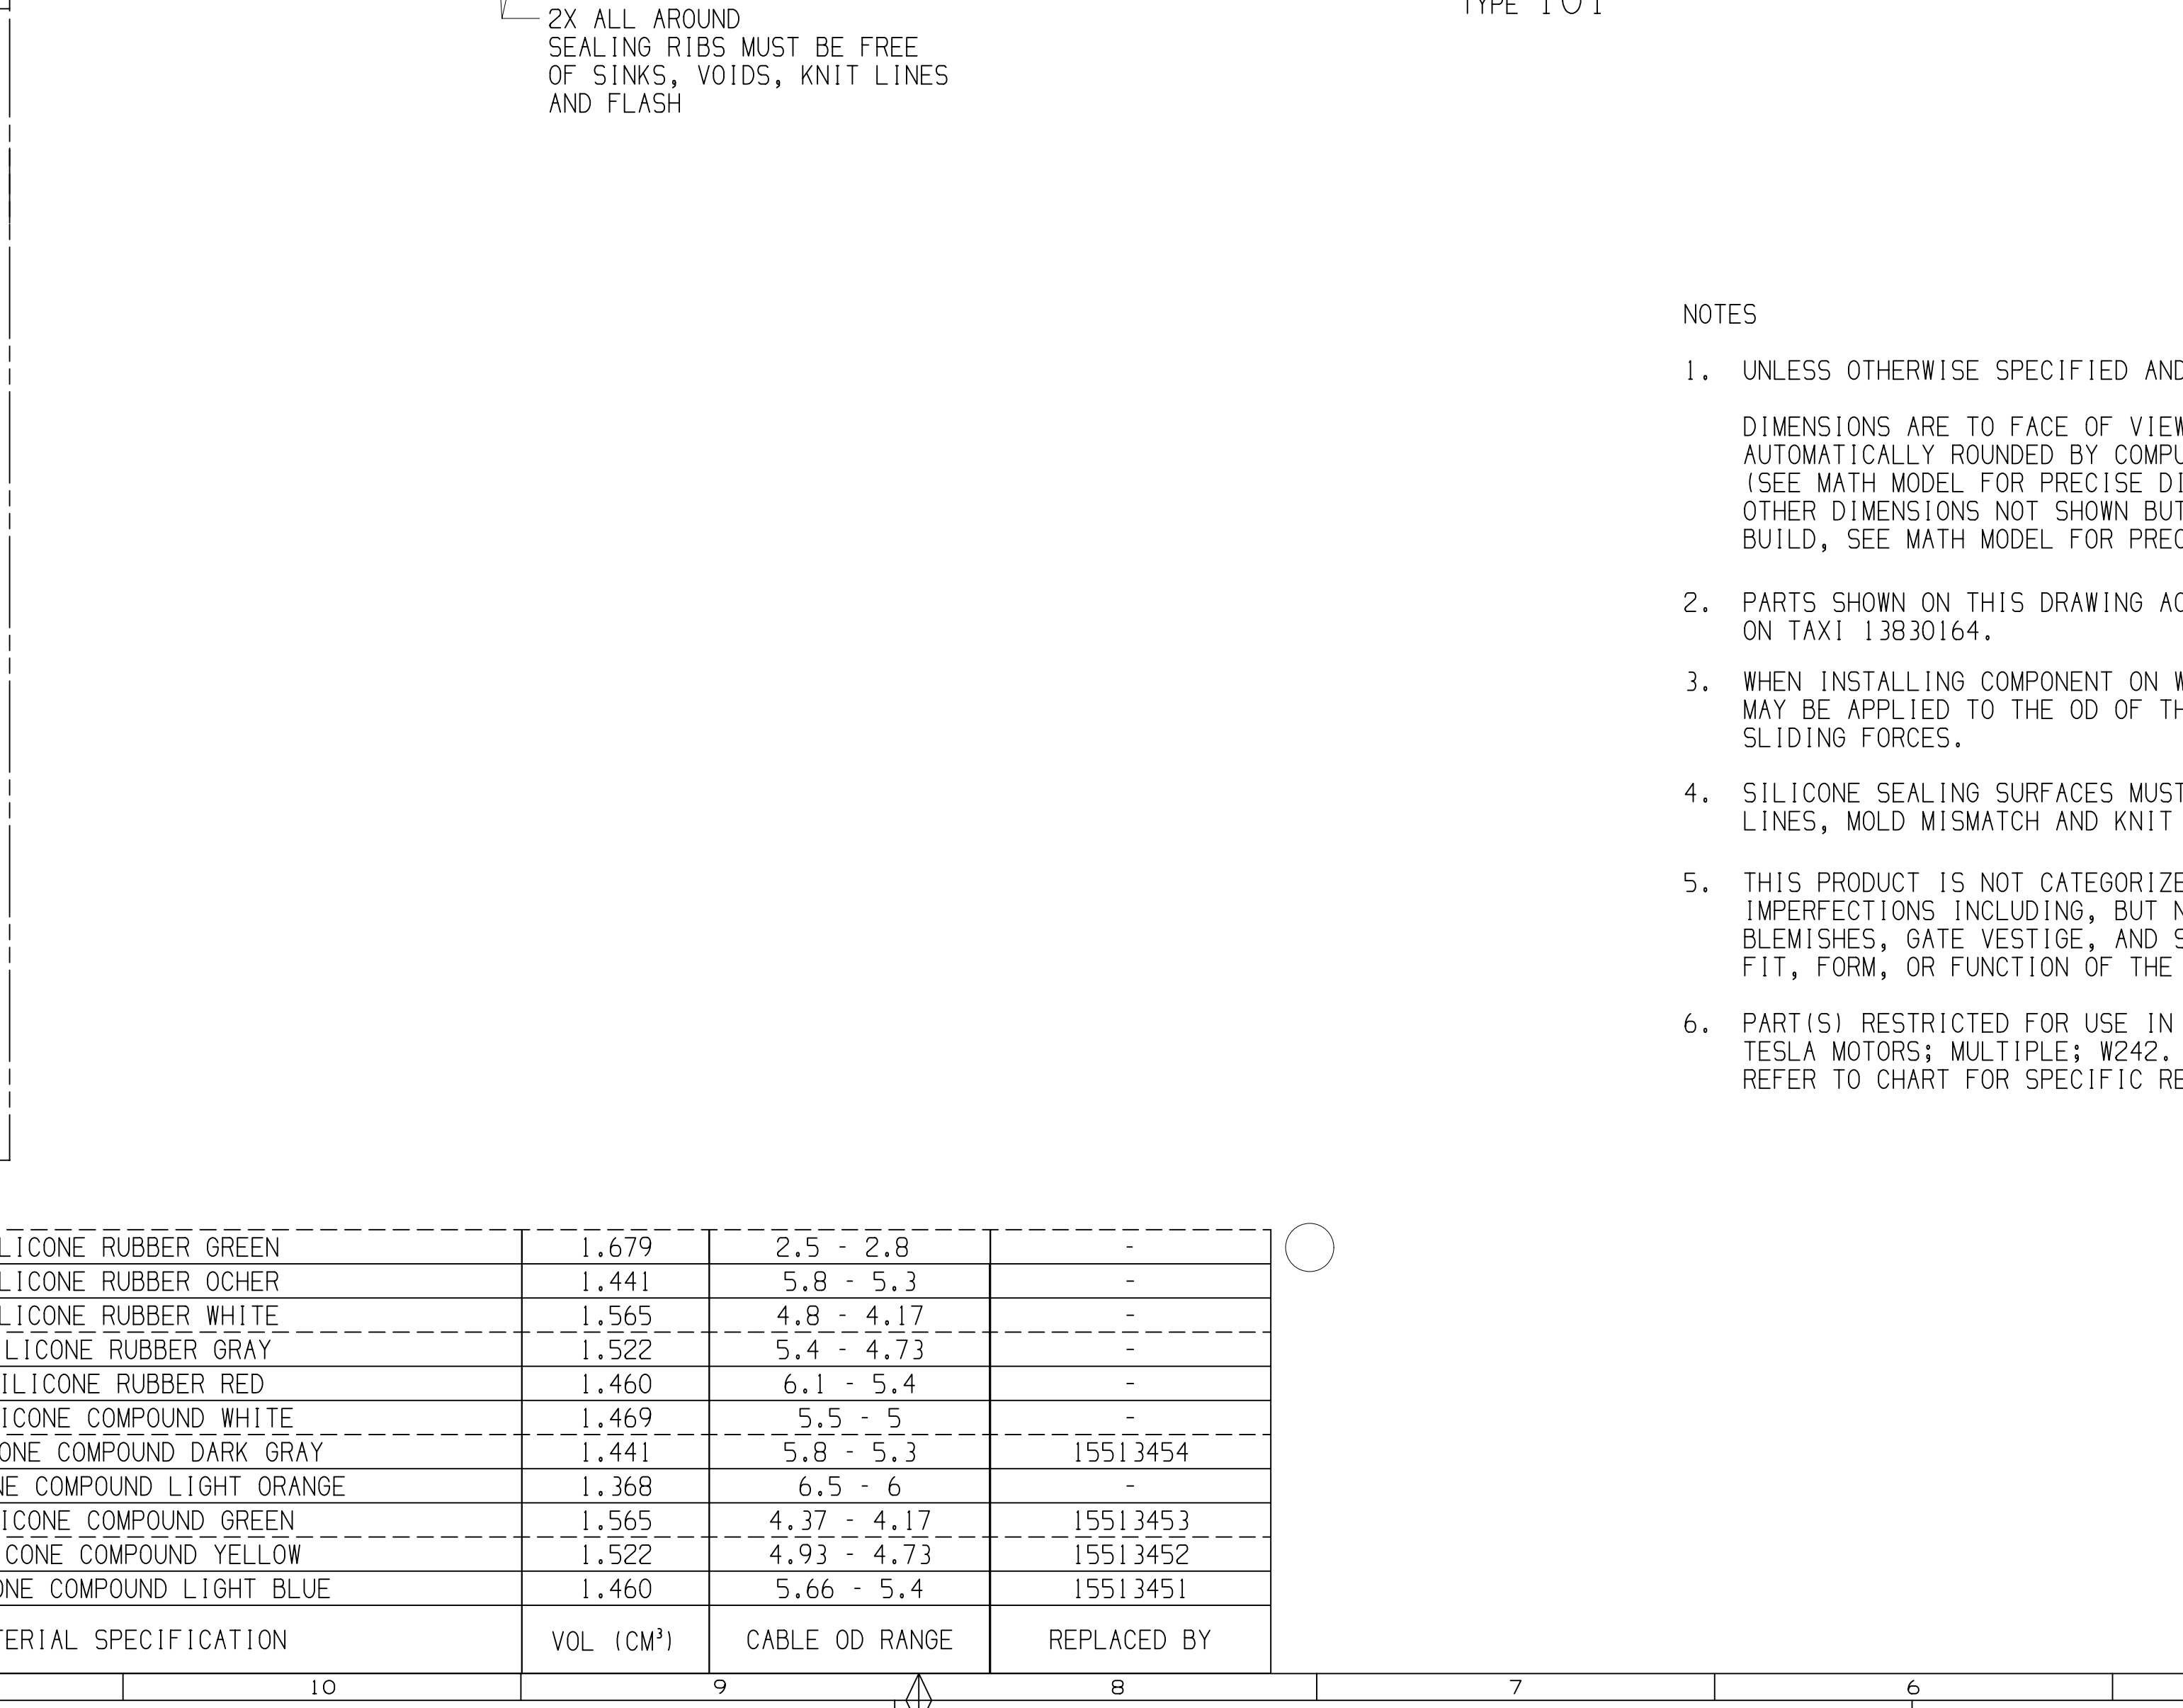 2X ALL AROUND
SEALING RIBS MUST BE FREE
OF SINKS, VOIDS, KNIT LINES
AND FLASH
TYPE 101
NOTES
1. UNLESS OTHERWISE SPECIFIED AND
DIMENSIONS ARE TO FACE OF VIEW
AUTOMATICALLY ROUNDED BY COMPU
(SEE MATH MODEL FOR PRECISE DI
OTHER DIMENSIONS NOT SHOWN BUT
BUILD, SEE MATH MODEL FOR PREC
2. PARTS SHOWN ON THIS DRAWING AC
ON TAXI 13830164.
3. WHEN INSTALLING COMPONENT ON W
MAY BE APPLIED TO THE OD OF TH
SLIDING FORCES.
4. SILICONE SEALING SURFACES MUST
LINES, MOLD MISMATCH AND KNIT
5. THIS PRODUCT IS NOT CATEGORIZE
IMPERFECTIONS INCLUDING, BUT N
BLEMISHES, GATE VESTIGE, AND S
FIT, FORM, OR FUNCTION OF THE
6. PART(S) RESTRICTED FOR USE IN
TESLA MOTORS; MULTIPLE; W242.
REFER TO CHART FOR SPECIFIC RE
LICONE RUBBER GREEN 1.679 2.5 - 2.8 -
LICONE RUBBER OCHER 1.441 5.8 - 5.3 -
LICONE RUBBER WHITE 1.565 4.8 - 4.17 -
LICONE RUBBER GRAY 1.522 5.4 - 4.73 -
ILICONE RUBBER RED 1.460 6.1 - 5.4 -
ICONE COMPOUND WHITE 1.469 5.5 - 5 -
ONE COMPOUND DARK GRAY 1.441 5.8 - 5.3 15513454
NE COMPOUND LIGHT ORANGE 1.368 6.5 - 6 -
ICONE COMPOUND GREEN 1.565 4.37 - 4.17 15513453
CONE COMPOUND YELLOW 1.522 4.93 - 4.73 15513452
ONE COMPOUND LIGHT BLUE 1.460 5.66 - 5.4 15513451
TERIAL SPECIFICATION VOL (CM³) CABLE OD RANGE REPLACED BY
10 9 8 7 6